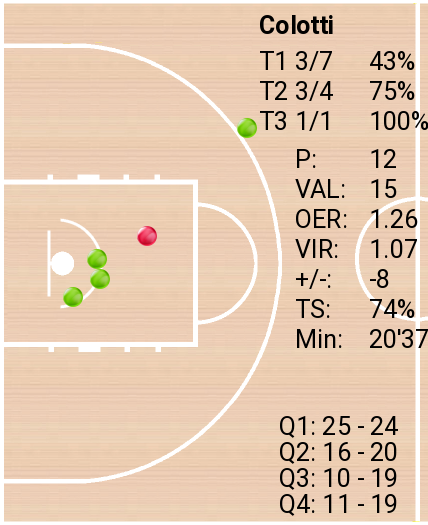 Colotti
T1 3/7 43%
T2 3/4 75%
T3 1/1 100%
P: 12
VAL: 15
OER: 1.26
VIR: 1.07
+/-: -8
TS: 74%
Min: 20'37
Q1: 25 - 24
Q2: 16 - 20
Q3: 10 - 19
Q4: 11 - 19